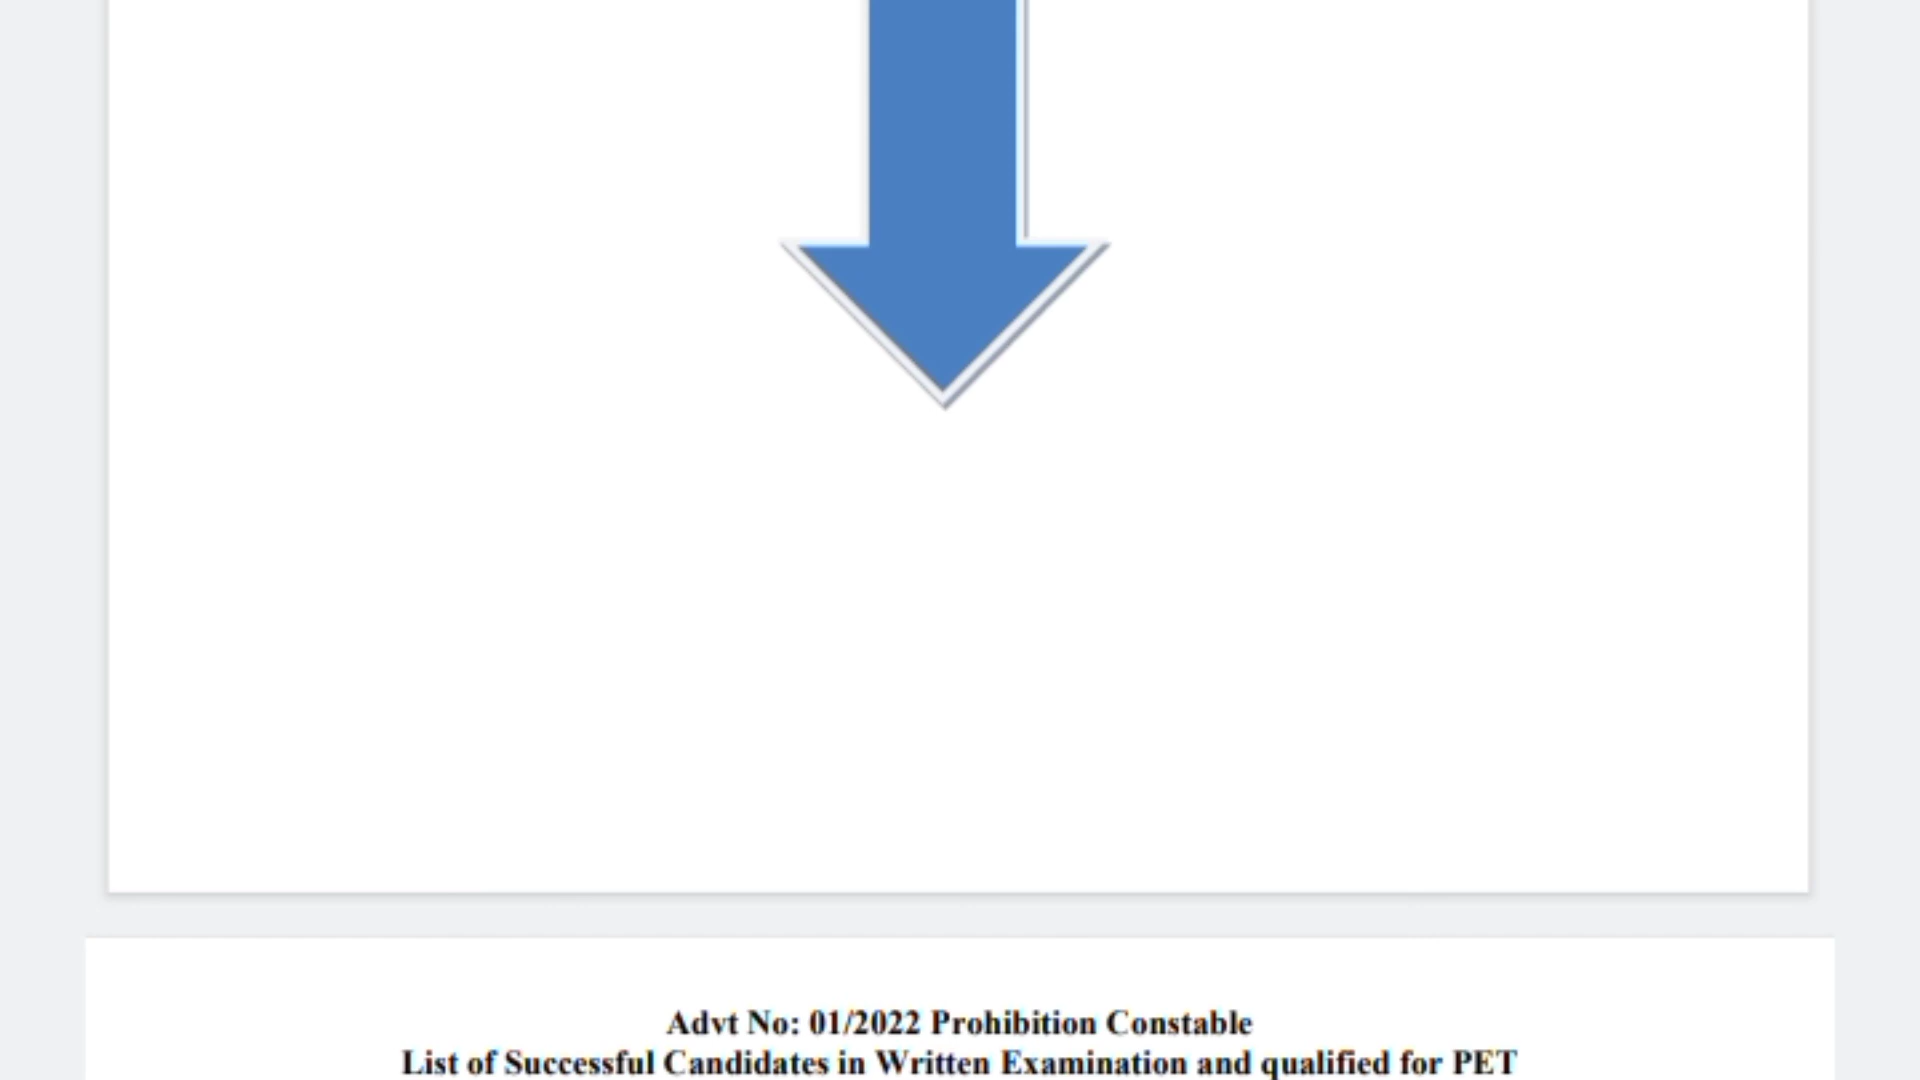 Advt No: 01/2022 Prohibition Constable
List of Successful Candidates in Written Examination and qualified for PET